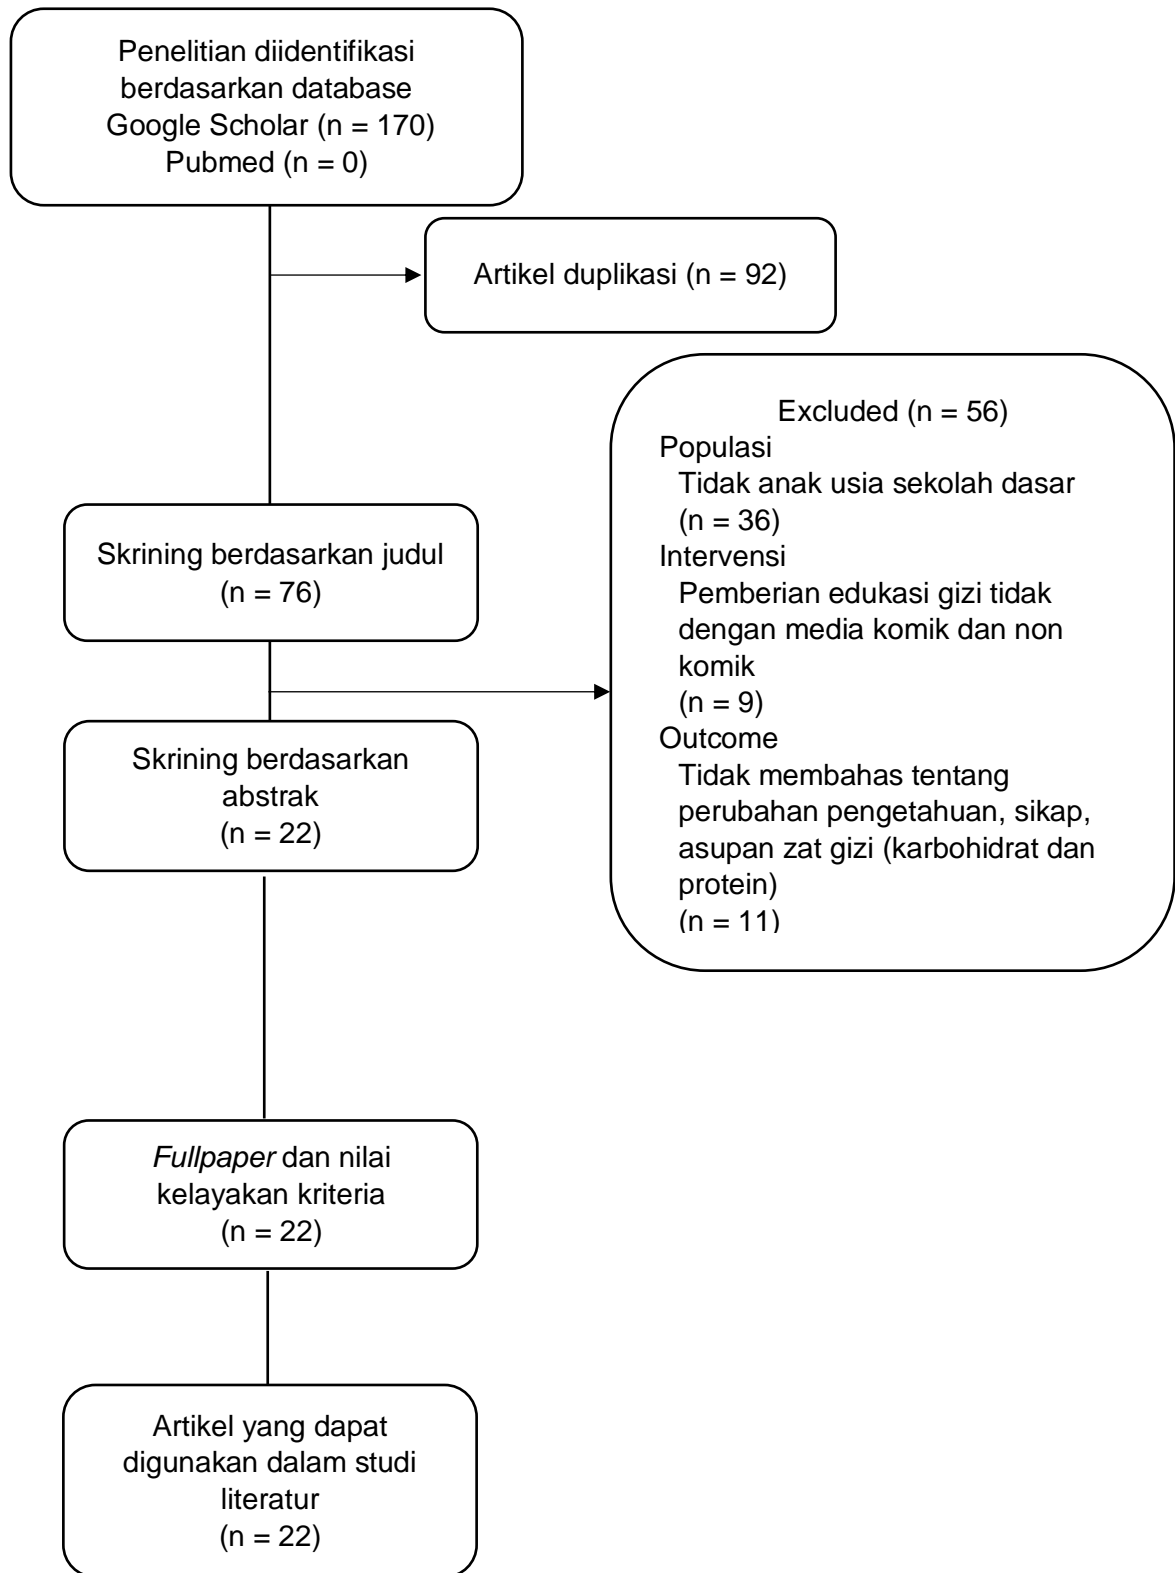 Penelitian diidentifikasi
berdasarkan database
Google Scholar (n = 170)
Pubmed (n = 0)
Artikel duplikasi (n = 92)
Excluded (n = 56)
Populasi
Tidak anak usia sekolah dasar
(n = 36)
Intervensi
Pemberian edukasi gizi tidak
dengan media komik dan non
komik
(n = 9)
Outcome
Tidak membahas tentang
perubahan pengetahuan, sikap,
asupan zat gizi (karbohidrat dan
protein)
(n = 11)
Skrining berdasarkan judul
(n = 76)
Skrining berdasarkan
abstrak
(n = 22)
Fullpaper dan nilai
kelayakan kriteria
(n = 22)
Artikel yang dapat
digunakan dalam studi
literatur
(n = 22)